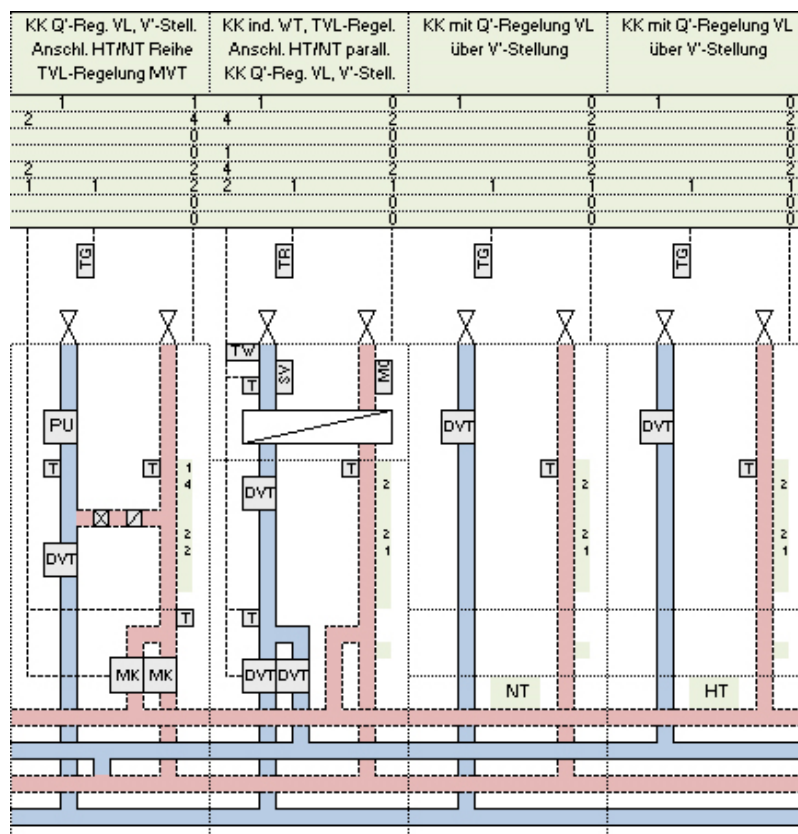 KK Q'-Reg. VL, V'-Stell.
Anschl. HT/NT Reihe
TVL-Regelung MVT
KK ind. WT, TVL-Regel.
Anschl. HT/NT parall.
KK Q'-Reg. VL, V'-Stell.
KK mit Q'-Regelung VL
über V'-Stellung
KK mit Q'-Regelung VL
über V'-Stellung
1 1 1 0 1 0 1 0
2 4 4 2 2 2
0 0 0 0
0 1 0 0 0
2 2 4 2 2 2
1 1 2 2 1 1 1 1 1 1
0 0 0 0
0 0 0 0
TG TR TG TG
TW
T SV MC
PU DVT DVT
T T T T T
1
4 2 2 2
DVT
2 2 2 2
2 1 1 1
DVT
T T
MK MK DVT DVT NT HT